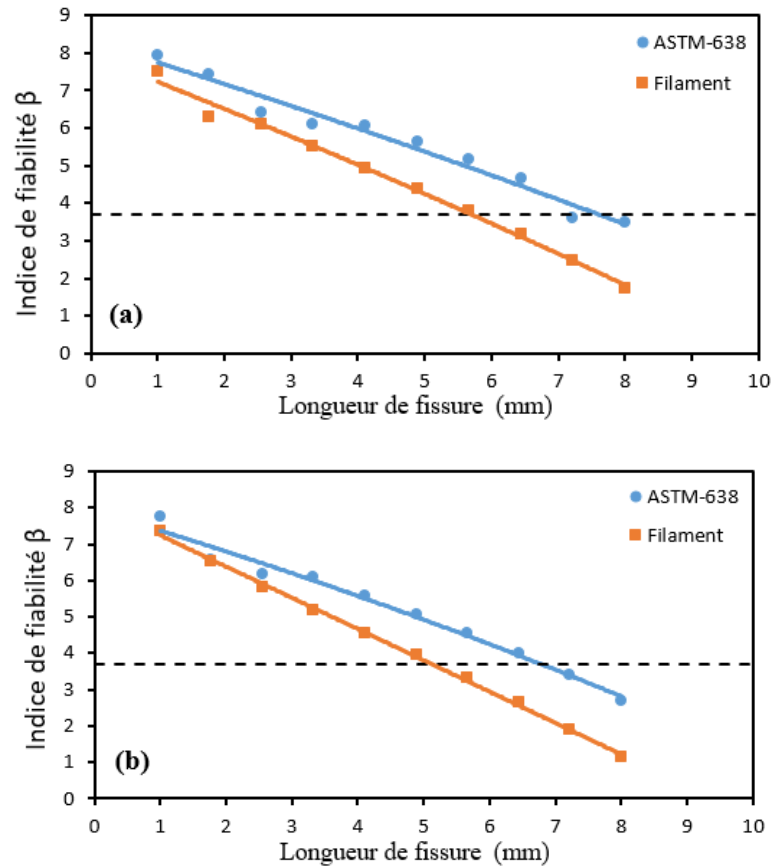 9
8
7
6
5
4
3
2
1
0
Indice de fiabilité β
ASTM-638
Filament
(a)
0 1 2 3 4 5 6 7 8 9 10
Longueur de fissure (mm)
9
8
7
6
5
4
3
2
1
0
Indice de fiabilité β
ASTM-638
Filament
(b)
0 1 2 3 4 5 6 7 8 9 10
Longueur de fissure (mm)